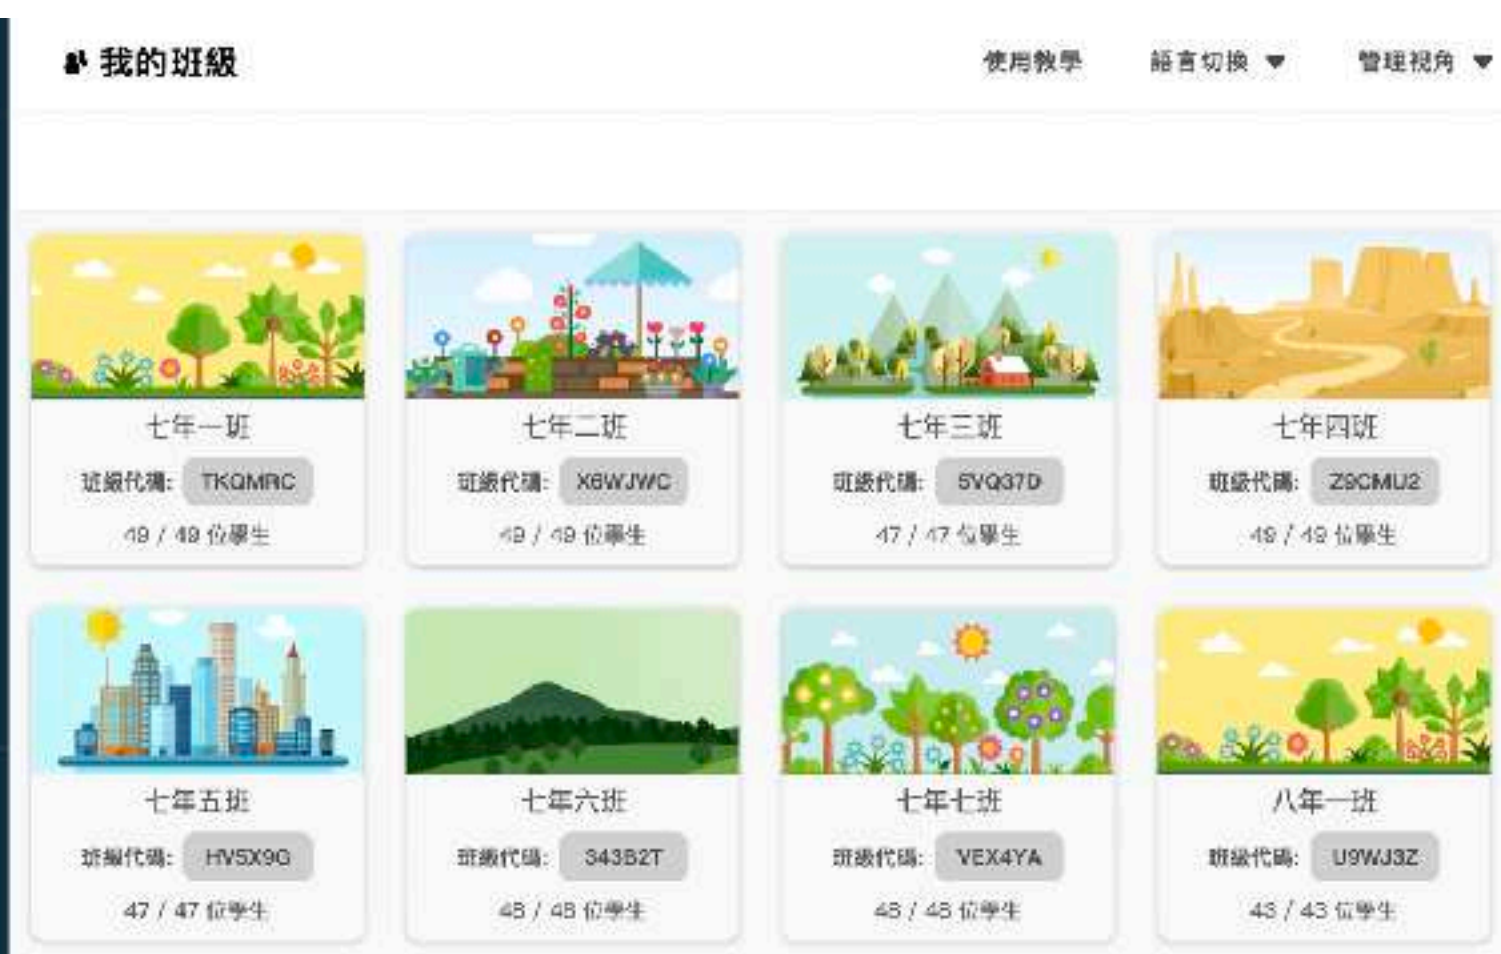 我的班級
使用教學
語言切換
管理視角
七年一班
班級代碼: TKQMRC
49 / 49 位學生
七年二班
班級代碼: X6WJWC
49 / 49 位學生
七年三班
班級代碼: 5VQ37D
47 / 47 位學生
七年四班
班級代碼: Z9CMU2
49 / 49 位學生
七年五班
班級代碼: HV5X9G
47 / 47 位學生
七年六班
班級代碼: 343B2T
48 / 48 位學生
七年七班
班級代碼: VEX4YA
48 / 48 位學生
八年一班
班級代碼: U9WJ3Z
43 / 43 位學生